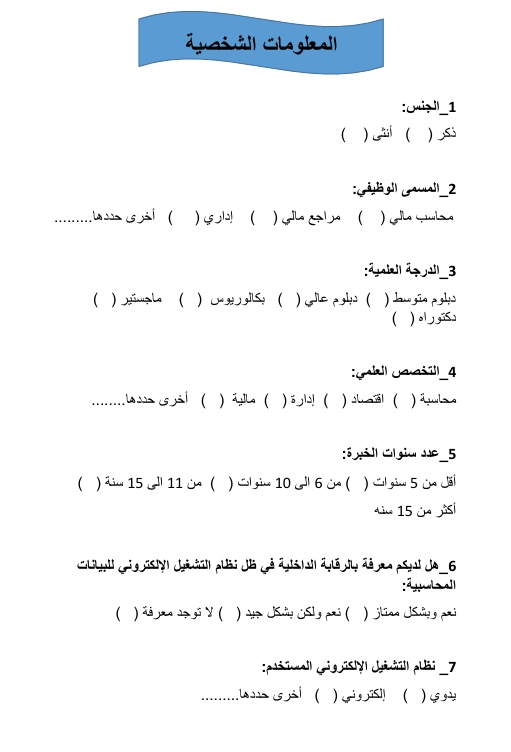 المعلومات الشخصية
1_الجنس:
ذكر (   )   أنثى (   )
2_المسمى الوظيفي:
محاسب مالي (   )   مراجع مالي (   )   إداري (   )   أخرى حددها.........
3_الدرجة العلمية:
دبلوم متوسط (   )  دبلوم عالي (   )  بكالوريوس (   )   ماجستير (   )
دكتوراه (   )
4_التخصص العلمي:
محاسبة (   )  اقتصاد (   )  إدارة (   )  مالية (   )   أخرى حددها........
5_عدد سنوات الخبرة:
أقل من 5 سنوات (   ) من 6 الى 10 سنوات (   )  من 11 الى 15 سنة (   )
أكثر من 15 سنه
6_هل لديكم معرفة بالرقابة الداخلية في ظل نظام التشغيل الإلكتروني للبيانات
المحاسبية:
نعم وبشكل ممتاز (   ) نعم ولكن بشكل جيد (   ) لا توجد معرفة (   )
7_ نظام التشغيل الإلكتروني المستخدم:
يدوي (   )   إلكتروني (   )   أخرى حددها.........